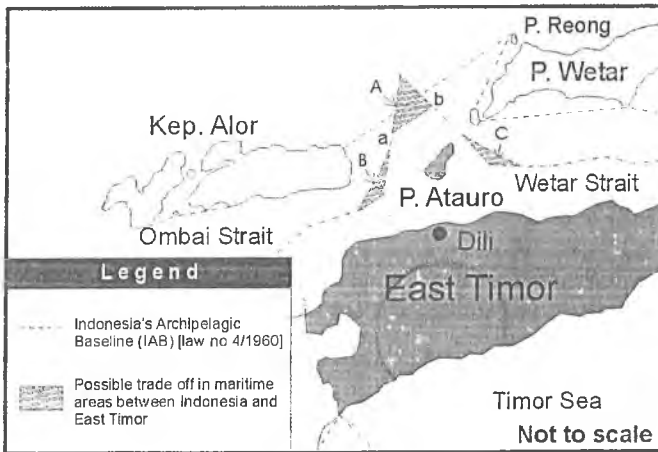 P. Reong
P. Wetar
A
b
Kep. Alor
a
C
B
P. Atauro
Wetar Strait
Ombai Strait
Dili
East Timor
Legend
Indonesia's Archipelagic
Baseline (IAB) [law no 4/1960]
Possible trade off in maritime
areas between Indonesia and
East Timor
Timor Sea
Not to scale